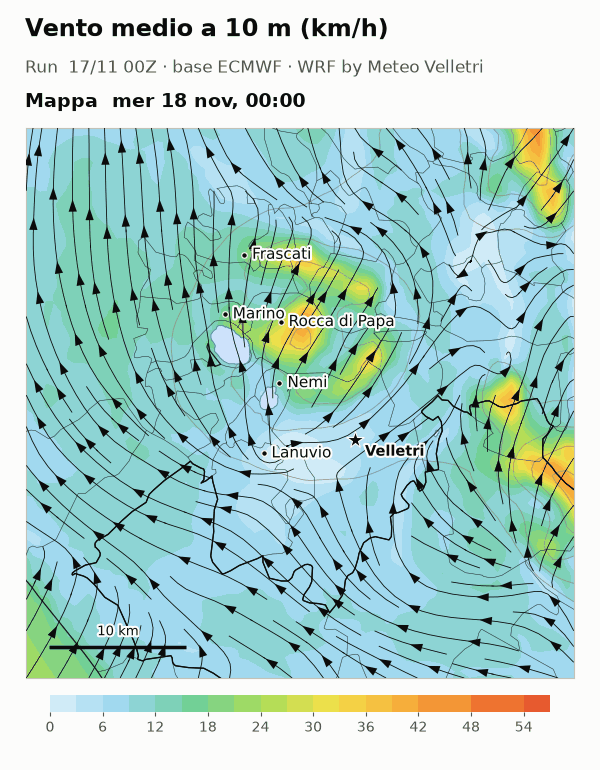 Vento medio a 10 m (km/h)
Run  17/11 00Z · base ECMWF · WRF by Meteo Velletri
Mappa  mer 18 nov, 00:00
Frascati
Marino
Rocca di Papa
Nemi
Velletri
Lanuvio
10 km
0 6 12 18 24 30 36 42 48 54